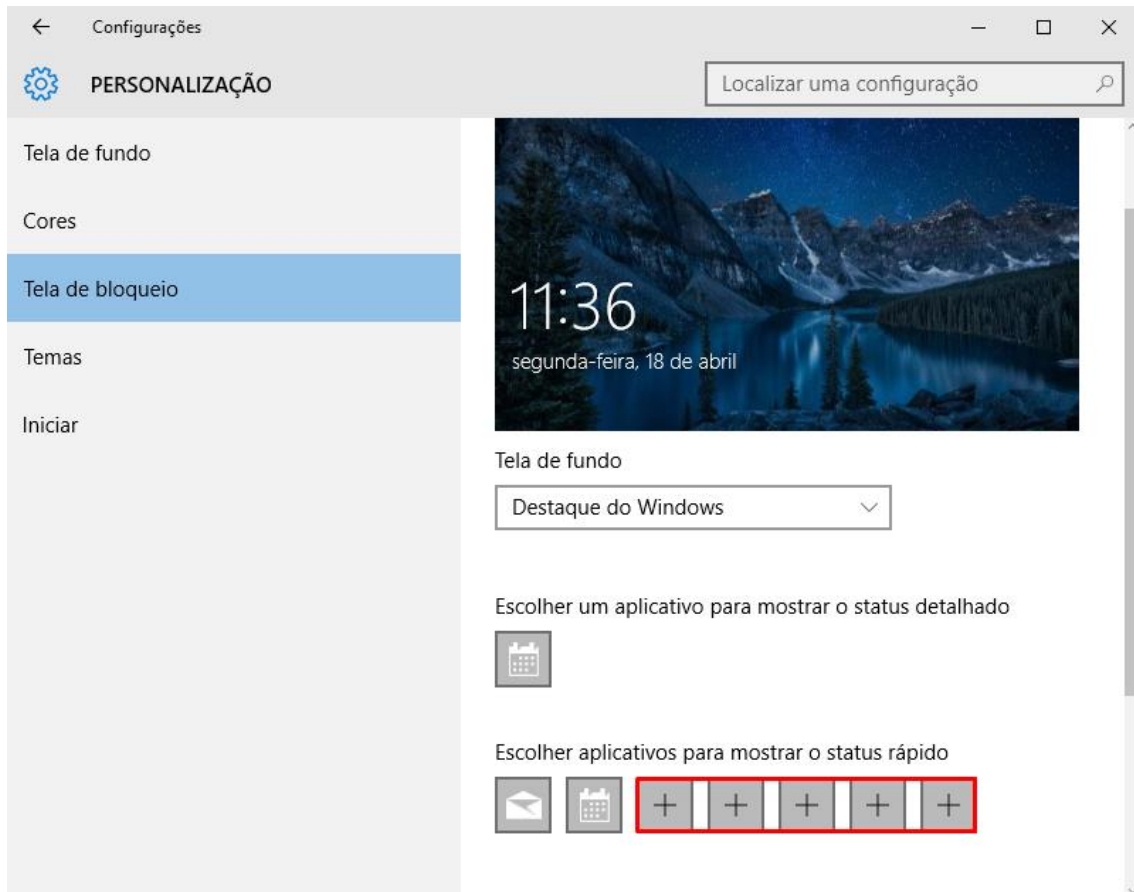 Configurações
PERSONALIZAÇÃO
Localizar uma configuração
Tela de fundo
Cores
Tela de bloqueio
Temas
Iniciar
11:36
segunda-feira, 18 de abril
Tela de fundo
Destaque do Windows
Escolher um aplicativo para mostrar o status detalhado
Escolher aplicativos para mostrar o status rápido